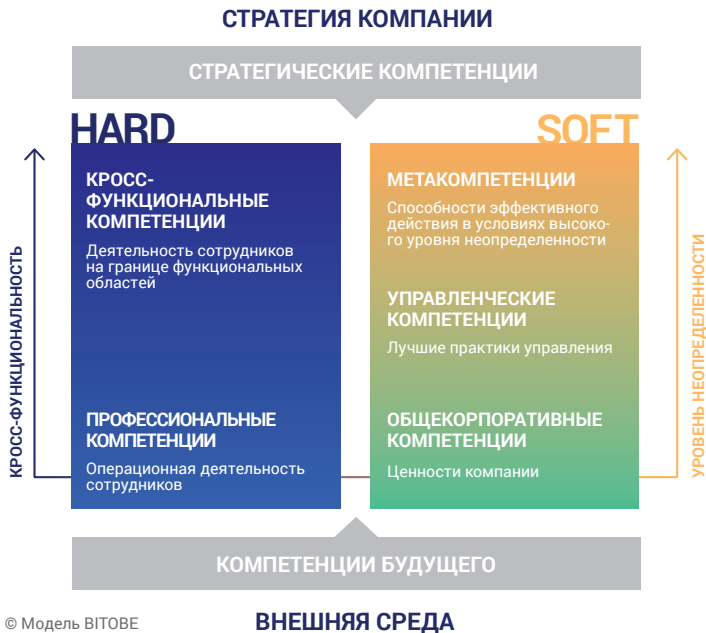 СТРАТЕГИЯ КОМПАНИИ
СТРАТЕГИЧЕСКИЕ КОМПЕТЕНЦИИ
HARD
КРОСС-
ФУНКЦИОНАЛЬНЫЕ
КОМПЕТЕНЦИИ
Деятельность сотрудников
на границе функциональных
областей
ПРОФЕССИОНАЛЬНЫЕ
КОМПЕТЕНЦИИ
Операционная деятельность
сотрудников
КРОСС-ФУНКЦИОНАЛЬНОСТЬ
SOFT
МЕТАКОМПЕТЕНЦИИ
Способности эффективного
действия в условиях высоко-
го уровня неопределенности
УПРАВЛЕНЧЕСКИЕ
КОМПЕТЕНЦИИ
Лучшие практики управления
ОБЩЕКОРПОРАТИВНЫЕ
КОМПЕТЕНЦИИ
Ценности компании
УРОВЕНЬ НЕОПРЕДЕЛЕННОСТИ
КОМПЕТЕНЦИИ БУДУЩЕГО
ВНЕШНЯЯ СРЕДА
© Модель BITOBE